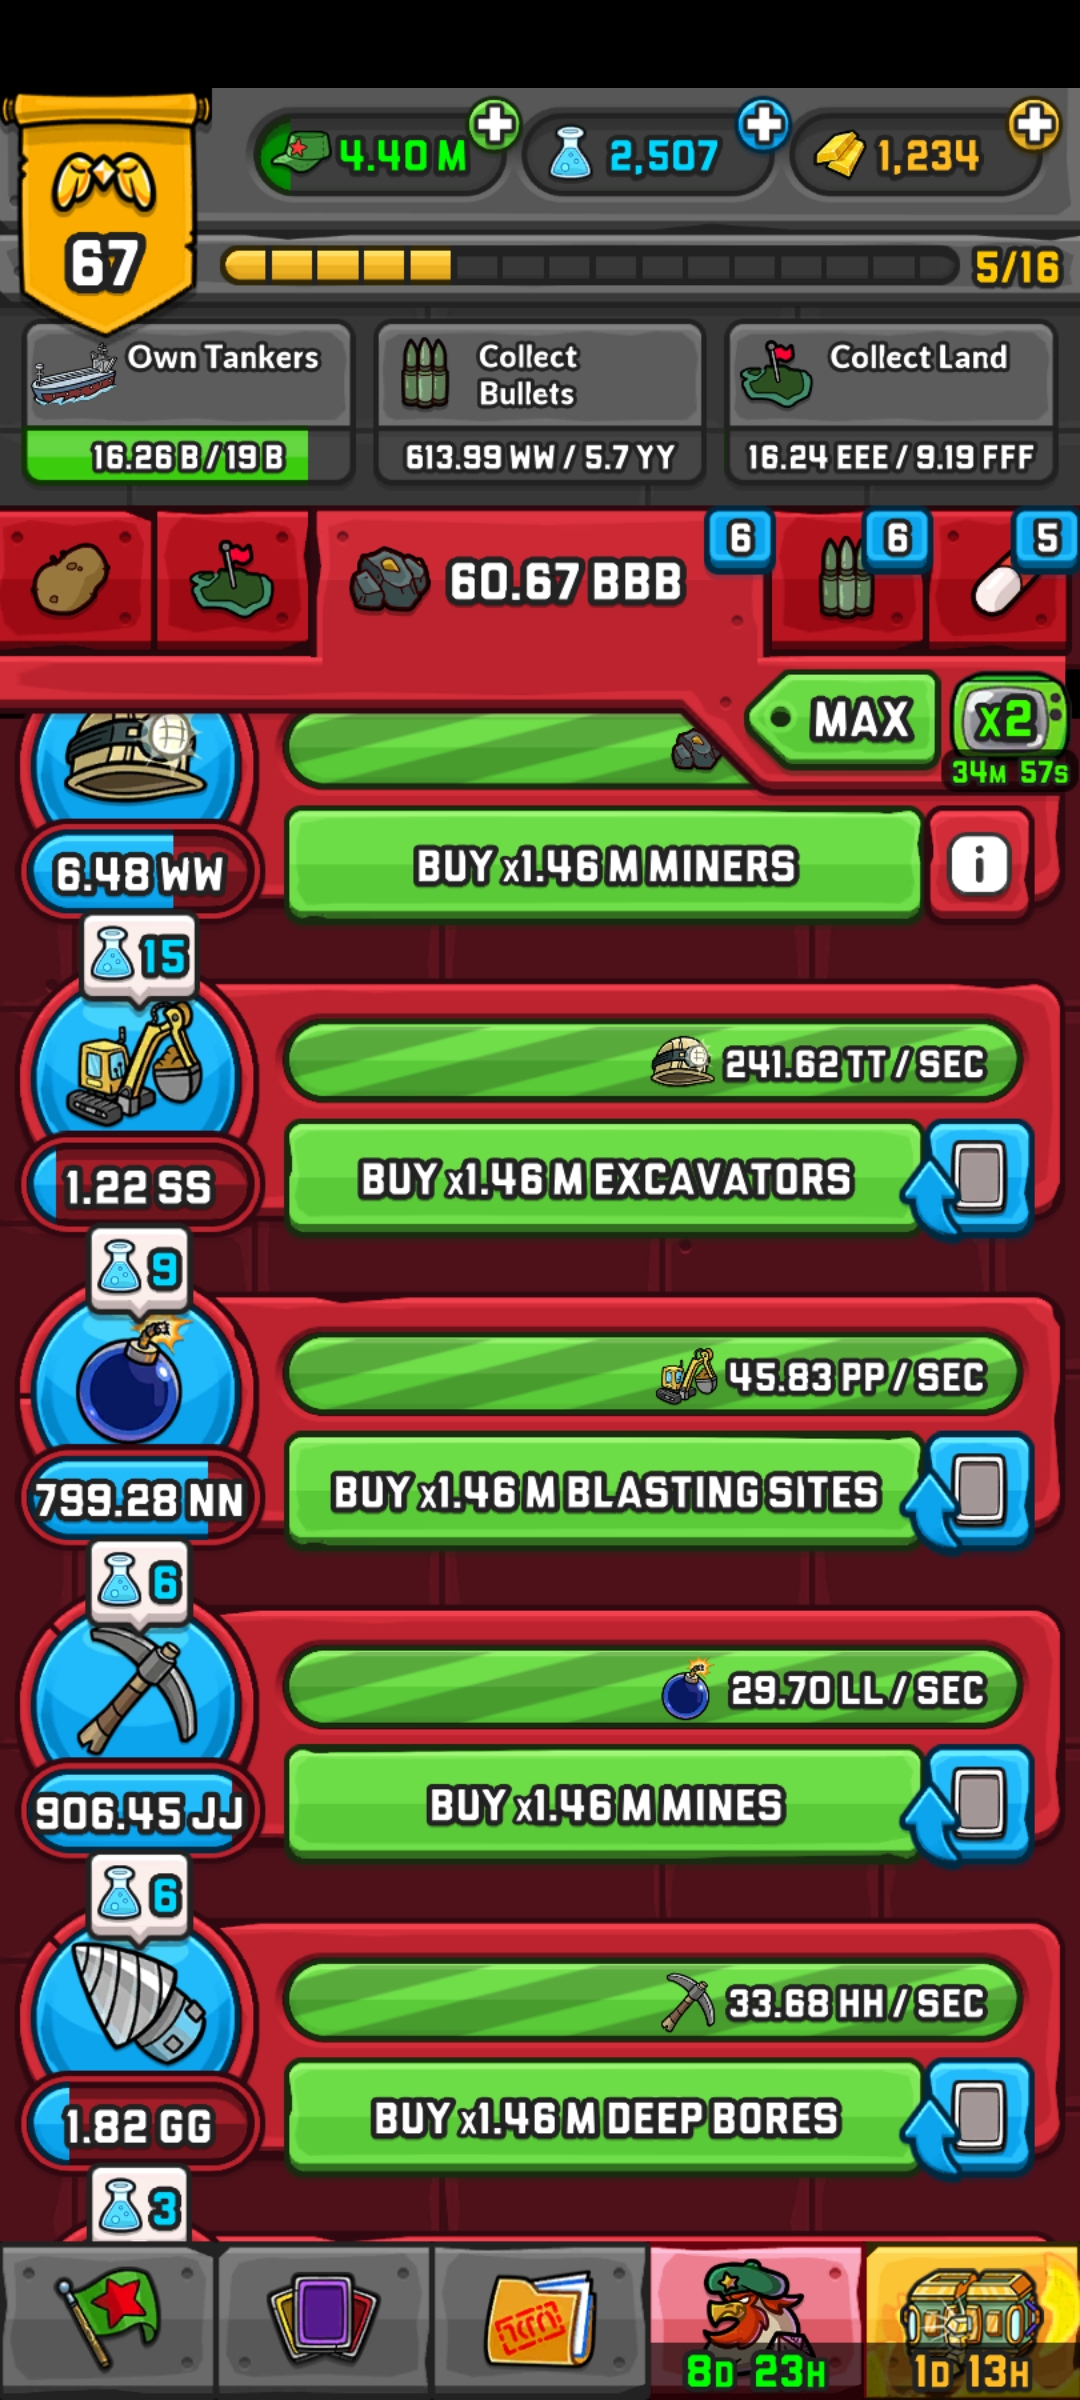 4.40 M
2,507
1,234
67
5/16
Own Tankers
16.26 B / 19 B
Collect
Bullets
613.99 WW / 5.7 YY
Collect Land
16.24 EEE / 9.19 FFF
60.67 BBB
6
6
5
MAX
x2
34M 57S
6.48 WW
BUY x1.46 M MINERS
i
15
241.62 TT / SEC
1.22 SS
BUY x1.46 M EXCAVATORS
9
45.83 PP / SEC
799.28 NN
BUY x1.46 M BLASTING SITES
6
29.70 LL / SEC
906.45 JJ
BUY x1.46 M MINES
6
33.68 HH / SEC
1.82 GG
BUY x1.46 M DEEP BORES
3
8D 23H
1D 13H